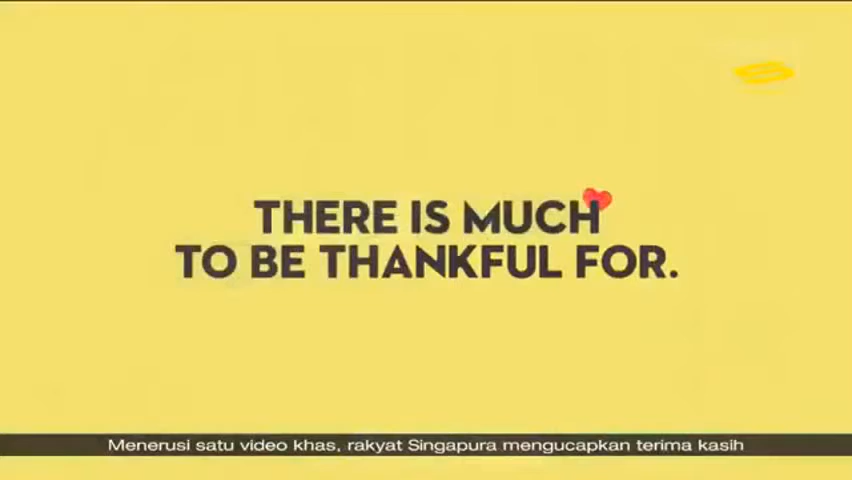 THERE IS MUCH
TO BE THANKFUL FOR.
Menerusi satu video khas, rakyat Singapura mengucapkan terima kasih